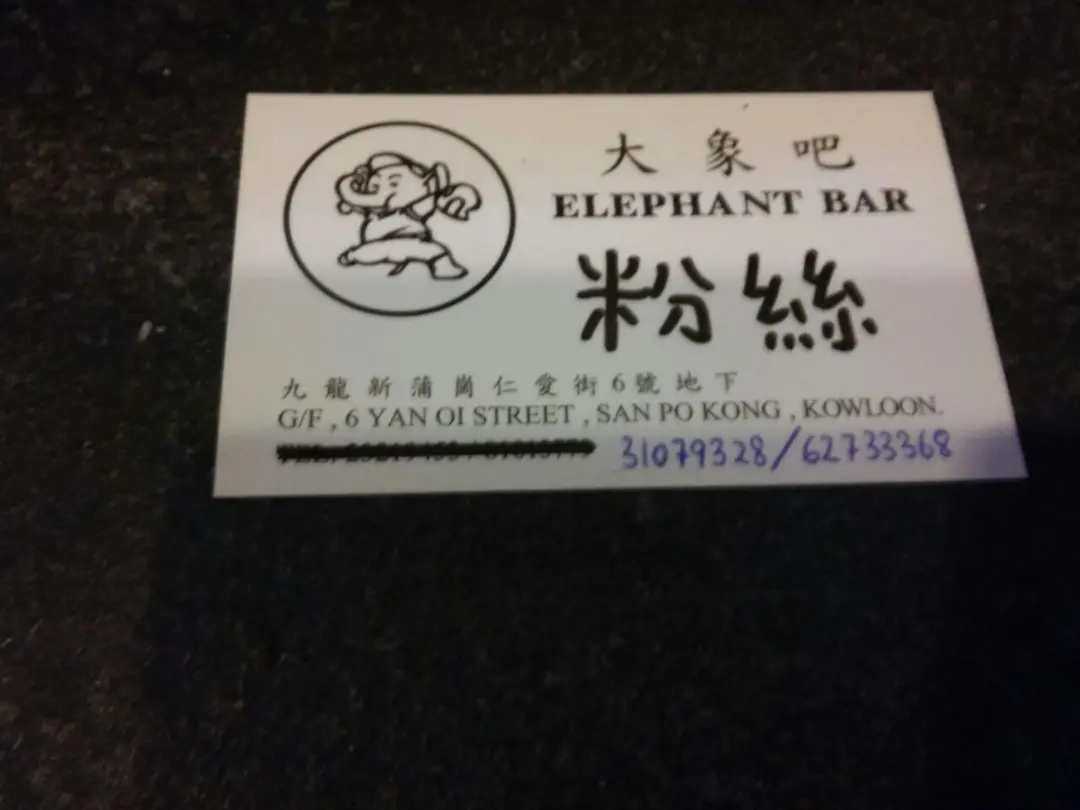 大象吧
ELEPHANT BAR
粉絲
九龍新蒲崗仁愛街6號地下
G/F , 6 YAN OI STREET , SAN PO KONG , KOWLOON.
31079328/62733368